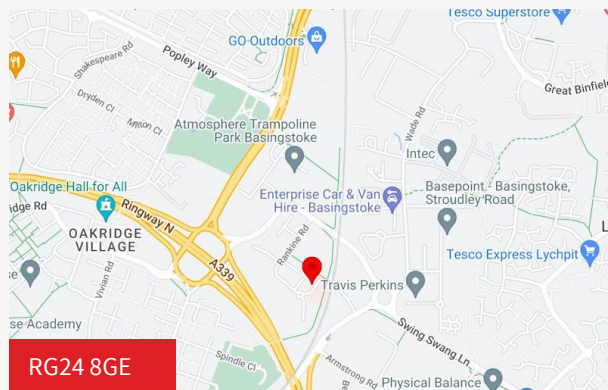 Tesco Superstore
GO Outdoors
Popley Way
Shakespeare Rd
Dryden Cl
Milton Cl
Great Binfiel
Wade Rd
Atmosphere Trampoline
Park Basingstoke
Intec
Oakridge Hall for All
Enterprise Car & Van
Hire - Basingstoke
Basepoint - Basingstoke,
Stroudley Road
idge Rd
Ringway N
OAKRIDGE
VILLAGE
Rankine Rd
L
A339
Tesco Express Lychpit
Vivian Rd
se
Travis Perkins
se Academy
Swing Swang Ln
Spindle Cl
Armstrong Rd
Physical Balance
RG24 8GE